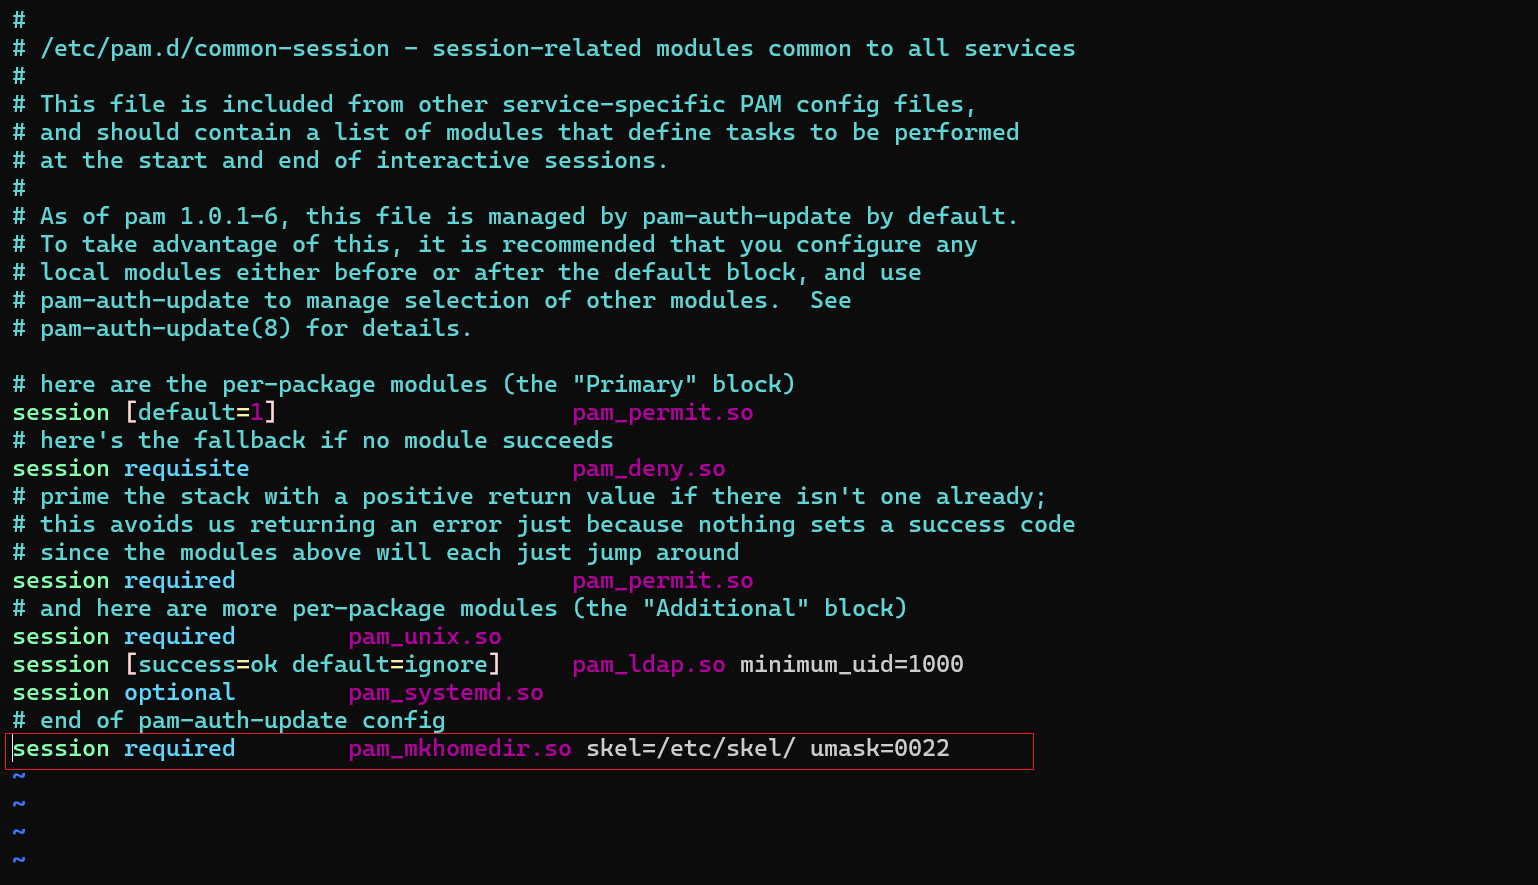 #
# /etc/pam.d/common-session - session-related modules common to all services
#
# This file is included from other service-specific PAM config files,
# and should contain a list of modules that define tasks to be performed
# at the start and end of interactive sessions.
#
# As of pam 1.0.1-6, this file is managed by pam-auth-update by default.
# To take advantage of this, it is recommended that you configure any
# local modules either before or after the default block, and use
# pam-auth-update to manage selection of other modules.  See
# pam-auth-update(8) for details.

# here are the per-package modules (the "Primary" block)
session [default=1]                     pam_permit.so
# here's the fallback if no module succeeds
session requisite                       pam_deny.so
# prime the stack with a positive return value if there isn't one already;
# this avoids us returning an error just because nothing sets a success code
# since the modules above will each just jump around
session required                        pam_permit.so
# and here are more per-package modules (the "Additional" block)
session required        pam_unix.so
session [success=ok default=ignore]     pam_ldap.so minimum_uid=1000
session optional        pam_systemd.so
# end of pam-auth-update config
session required        pam_mkhomedir.so skel=/etc/skel/ umask=0022
~
~
~
~